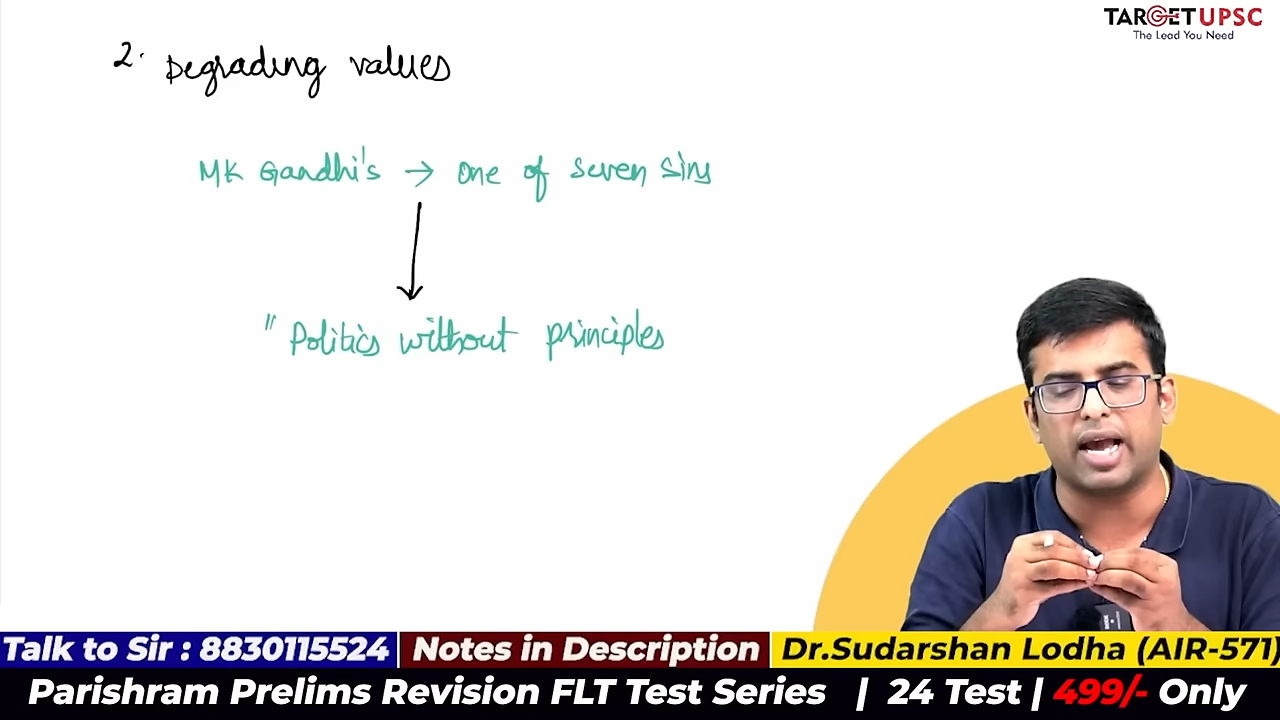 TARGET UPSC
The Lead You Need
2. Degrading values
MK Gandhi's → one of seven sins
" Politics without principles
Talk to Sir : 8830115524 | Notes in Description | Dr.Sudarshan Lodha (AIR-571)
Parishram Prelims Revision FLT Test Series | 24 Test | 499/- Only